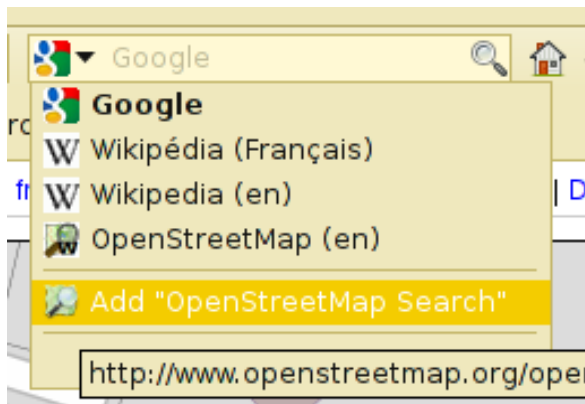 Google
Google
Wikipédia (Français)
Wikipedia (en)
OpenStreetMap (en)
Add "OpenStreetMap Search"
http://www.openstreetmap.org/oper